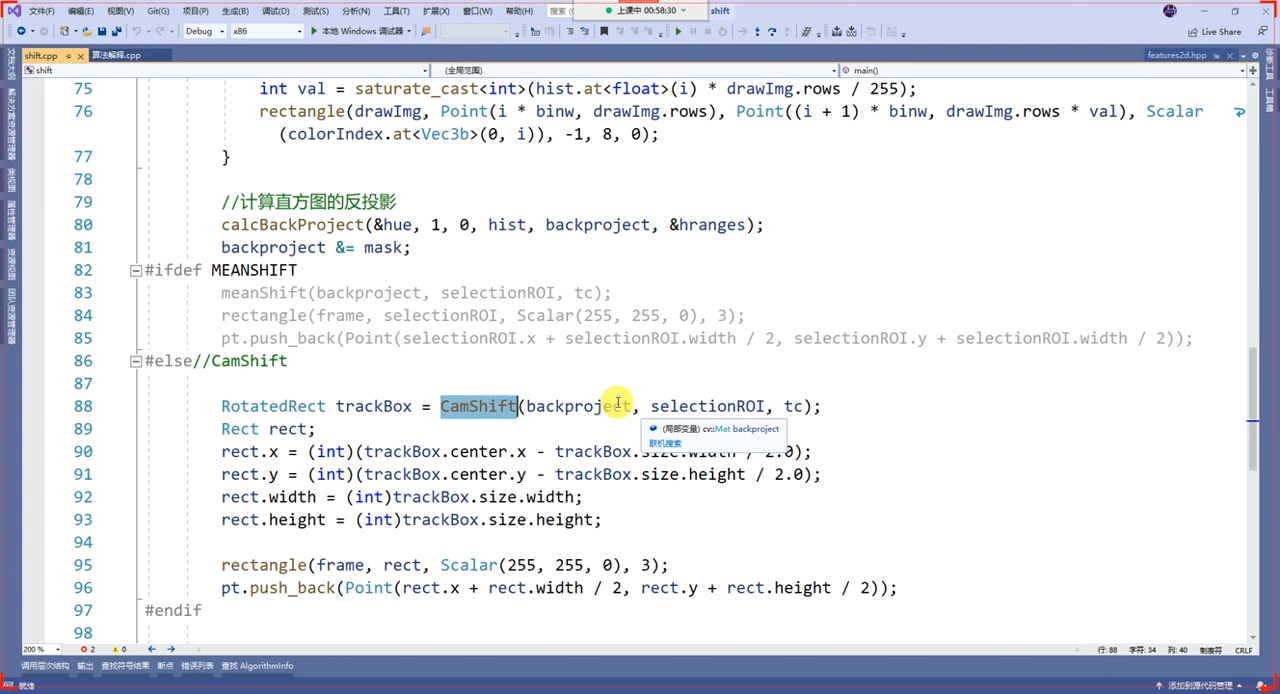 文件(F) 编辑(E) 视图(V) Git(G) 项目(P) 生成(B) 调试(D) 测试(S) 分析(N) 工具(T) 扩展(X) 窗口(W) 帮助(H) 搜索 上课中 00:58:30 shift
Debug x86 本地 Windows 调试器 Live Share
shift.cpp 算法解释.cpp features2d.hpp
shift (全局范围) main()
75 int val = saturate_cast<int>(hist.at<float>(i) * drawImg.rows / 255);
76 rectangle(drawImg, Point(i * binw, drawImg.rows), Point((i + 1) * binw, drawImg.rows * val), Scalar
(colorIndex.at<Vec3b>(0, i)), -1, 8, 0);
77 }
78
79 //计算直方图的反投影
80 calcBackProject(&hue, 1, 0, hist, backproject, &hranges);
81 backproject &= mask;
82 #ifdef MEANSHIFT
83 meanShift(backproject, selectionROI, tc);
84 rectangle(frame, selectionROI, Scalar(255, 255, 0), 3);
85 pt.push_back(Point(selectionROI.x + selectionROI.width / 2, selectionROI.y + selectionROI.width / 2));
86 #else//CamShift
87
88 RotatedRect trackBox = CamShift(backproject, selectionROI, tc);
89 Rect rect;
(局部变量) cv::Mat backproject
联机搜索
90 rect.x = (int)(trackBox.center.x - trackBox.size.width / 2.0);
91 rect.y = (int)(trackBox.center.y - trackBox.size.height / 2.0);
92 rect.width = (int)trackBox.size.width;
93 rect.height = (int)trackBox.size.height;
94
95 rectangle(frame, rect, Scalar(255, 255, 0), 3);
96 pt.push_back(Point(rect.x + rect.width / 2, rect.y + rect.height / 2));
97 #endif
98
200 % 2 0 行: 88 字符: 34 列: 40 制表符 CRLF
调用层次结构 输出 查找符号结果 断点 错误列表 查找 AlgorithmInfo
就绪 添加到源代码管理